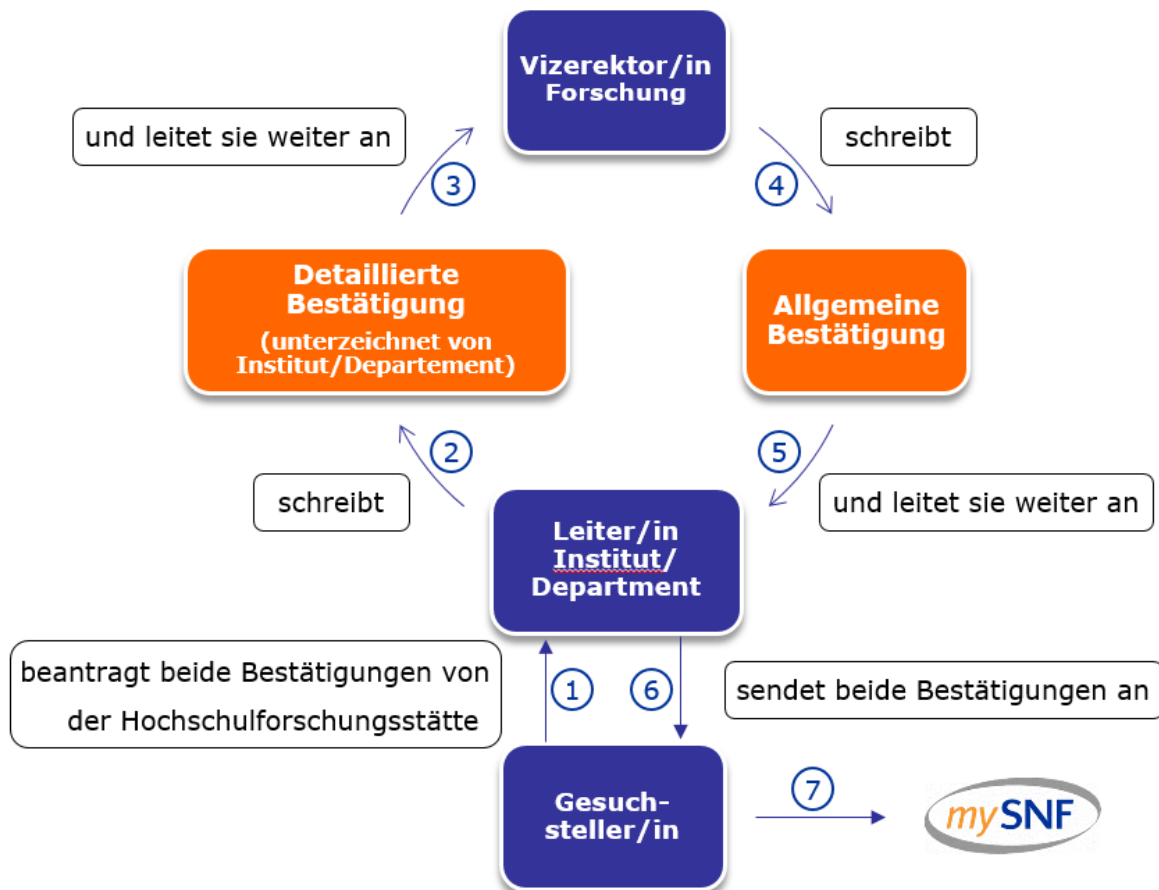 Vizerektor/in
Forschung
und leitet sie weiter an
schreibt
3
4
Detaillierte
Bestätigung
(unterzeichnet von
Institut/Departement)
Allgemeine
Bestätigung
2
5
schreibt
und leitet sie weiter an
Leiter/in
Institut/
Department
beantragt beide Bestätigungen von
der Hochschulforschungsstätte
1
6
sendet beide Bestätigungen an
Gesuch-
steller/in
7
mySNF